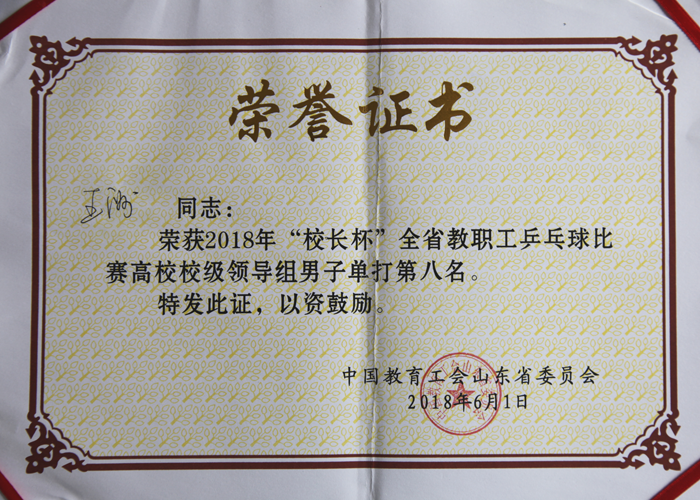 荣誉证书
同志：
荣获2018年“校长杯”全省教职工乒乓球比
赛高校校级领导组男子单打第八名。
特发此证，以资鼓励。
中国教育工会山东省委员会
2018年6月1日